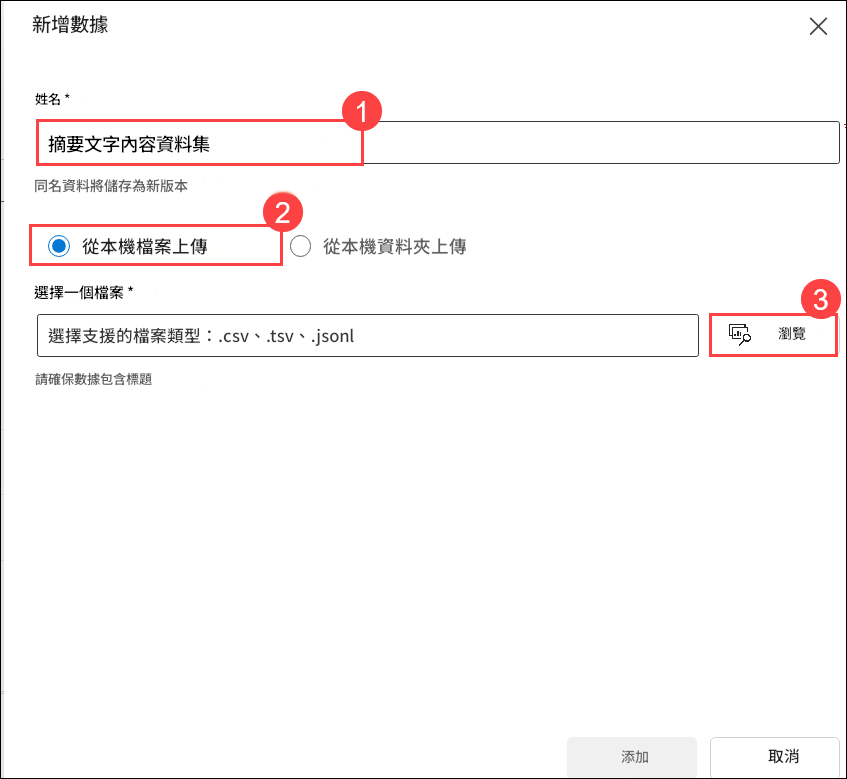 新增數據
姓名 *
1
摘要文字內容資料集
同名資料將儲存為新版本
2
從本機檔案上傳
從本機資料夾上傳
選擇一個檔案 *
3
選擇支援的檔案類型：.csv、.tsv、.jsonl
瀏覽
請確保數據包含標題
添加
取消